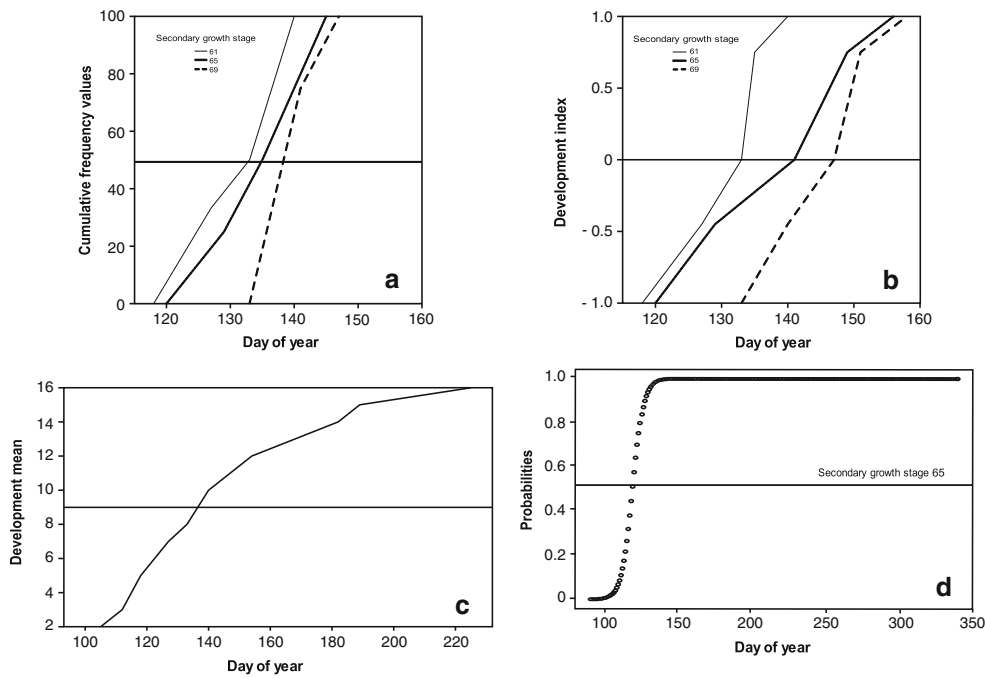 100
80
60
40
20
0
Cumulative frequency values
Secondary growth stage
61
65
69
a
120 130 140 150 160
Day of year
1.0
0.5
0
- 0.5
- 1.0
Development index
Secondary growth stage
61
65
69
b
120 130 140 150 160
Day of year
16
14
12
10
8
6
4
2
Development mean
c
100 120 140 160 180 200 220
Day of year
1.0
0.8
0.6
0.4
0.2
0
Probabilities
Secondary growth stage 65
d
100 150 200 250 300 350
Day of year